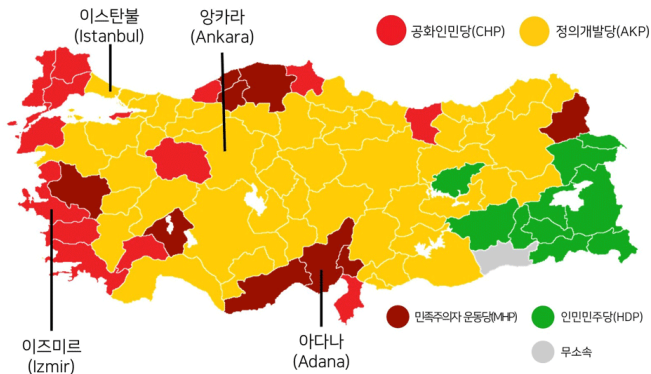 이스탄불
(Istanbul)
앙카라
(Ankara)
공화인민당(CHP)
정의개발당(AKP)
이즈미르
(Izmir)
아다나
(Adana)
민족주의자 운동당(MHP)
인민민주당(HDP)
무소속